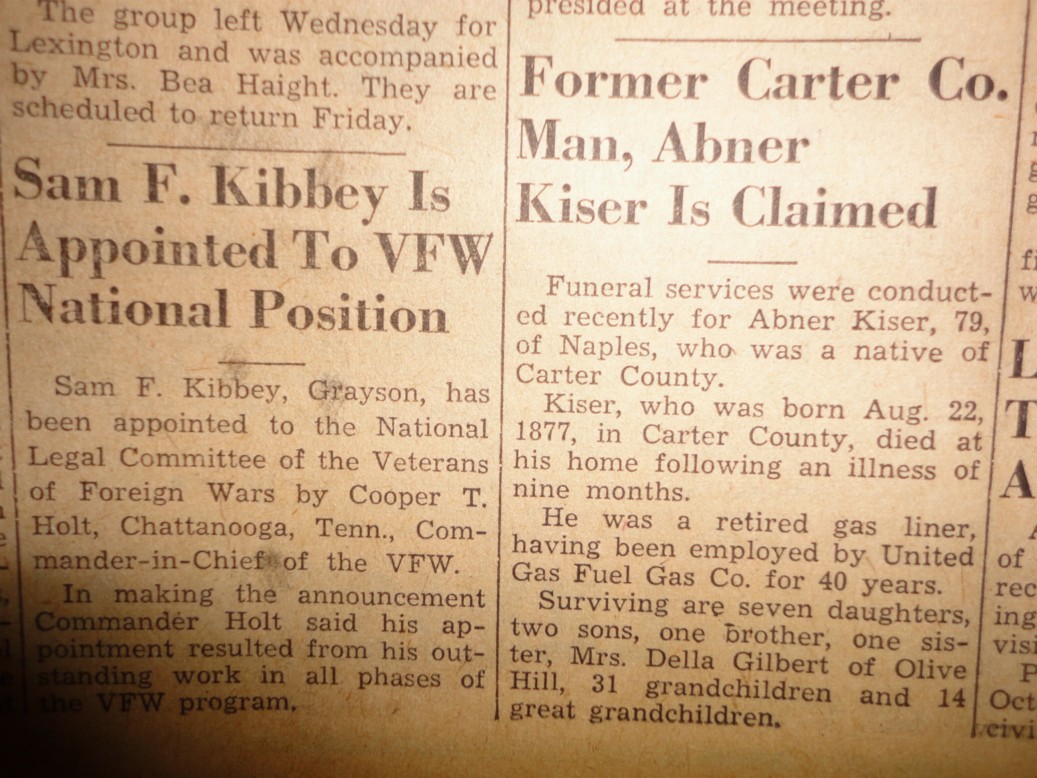 The group left Wednesday for
Lexington and was accompanied
by Mrs. Bea Haight. They are
scheduled to return Friday.
Sam F. Kibbey Is
Appointed To VFW
National Position
Sam F. Kibbey, Grayson, has
been appointed to the National
Legal Committee of the Veterans
of Foreign Wars by Cooper T.
Holt, Chattanooga, Tenn., Com-
mander-in-Chief of the VFW.
In making the announcement
Commander Holt said his ap-
pointment resulted from his out-
standing work in all phases of
the VFW program.
presided at the meeting.
Former Carter Co.
Man, Abner
Kiser Is Claimed
Funeral services were conduct-
ed recently for Abner Kiser, 79,
of Naples, who was a native of
Carter County.
Kiser, who was born Aug. 22,
1877, in Carter County, died at
his home following an illness of
nine months.
He was a retired gas liner,
having been employed by United
Gas Fuel Gas Co. for 40 years.
Surviving are seven daughters,
two sons, one brother, one sis-
ter, Mrs. Della Gilbert of Olive
Hill, 31 grandchildren and 14
great grandchildren.
L
T
A
of
rec
ing
visi
P
Oct
civi